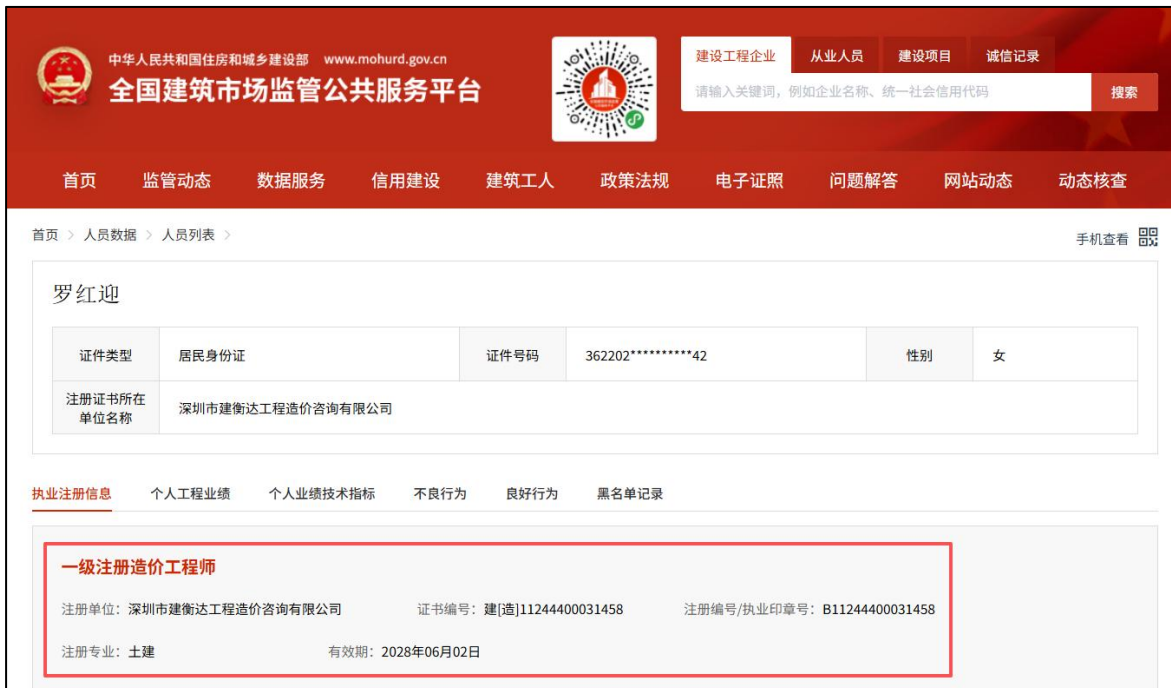 中华人民共和国住房和城乡建设部 www.mohurd.gov.cn
全国建筑市场监管公共服务平台
建设工程企业 从业人员 建设项目 诚信记录
请输入关键词，例如企业名称、统一社会信用代码 搜索
首页 监管动态 数据服务 信用建设 建筑工人 政策法规 电子证照 问题解答 网站动态 动态核查
首页 > 人员数据 > 人员列表 >
手机查看
罗红迎
证件类型 居民身份证 证件号码 362202**********42 性别 女
注册证书所在
单位名称
深圳市建衡达工程造价咨询有限公司
执业注册信息 个人工程业绩 个人业绩技术指标 不良行为 良好行为 黑名单记录
一级注册造价工程师
注册单位：深圳市建衡达工程造价咨询有限公司 证书编号：建[造]11244400031458 注册编号/执业印章号：B11244400031458
注册专业：土建 有效期：2028年06月02日